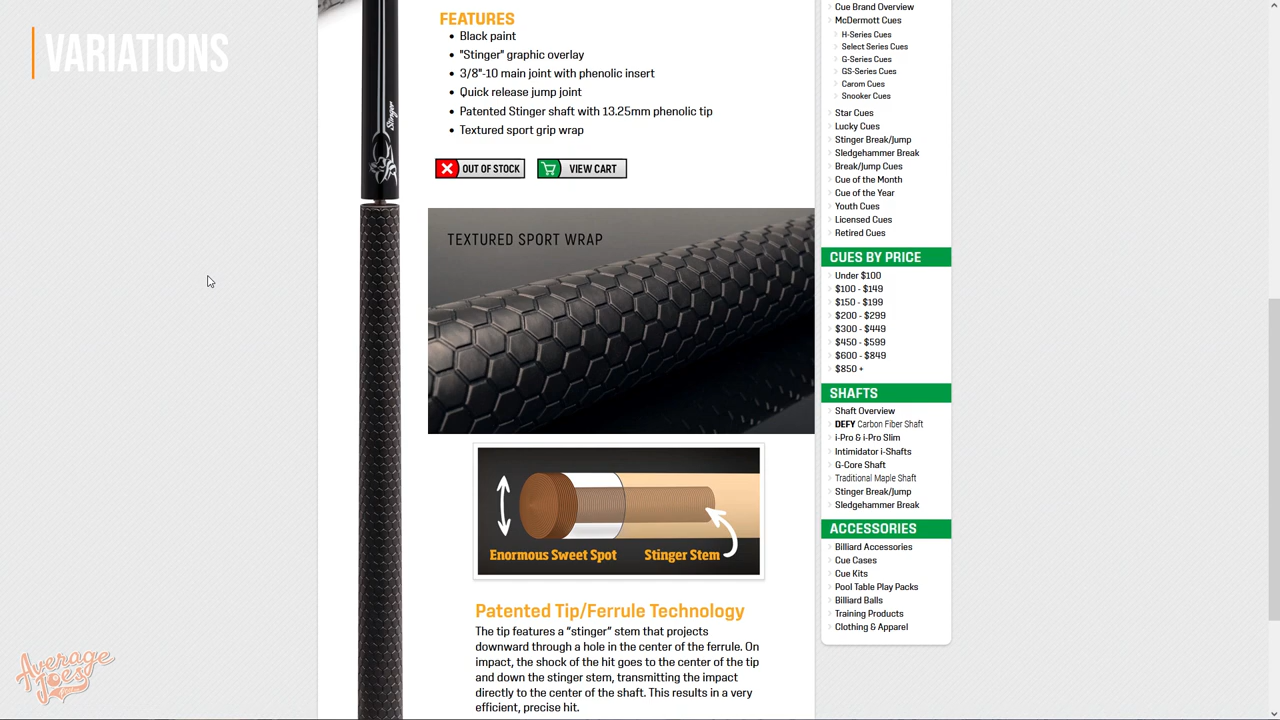 VARIATIONS
FEATURES
Black paint
"Stinger" graphic overlay
3/8"-10 main joint with phenolic insert
Quick release jump joint
Patented Stinger shaft with 13.25mm phenolic tip
Textured sport grip wrap
OUT OF STOCK
VIEW CART
Stinger
TEXTURED SPORT WRAP
Enormous Sweet Spot
Stinger Stem
Patented Tip/Ferrule Technology
The tip features a "stinger" stem that projects
downward through a hole in the center of the ferrule. On
impact, the shock of the hit goes to the center of the tip
and down the stinger stem, transmitting the impact
directly to the center of the shaft. This results in a very
efficient, precise hit.
Cue Brand Overview
McDermott Cues
H-Series Cues
Select Series Cues
G-Series Cues
GS-Series Cues
Carom Cues
Snooker Cues
Star Cues
Lucky Cues
Stinger Break/Jump
Sledgehammer Break
Break/Jump Cues
Cue of the Month
Cue of the Year
Youth Cues
Licensed Cues
Retired Cues
CUES BY PRICE
Under $100
$100 - $149
$150 - $199
$200 - $299
$300 - $449
$450 - $599
$600 - $849
$850 +
SHAFTS
Shaft Overview
DEFY Carbon Fiber Shaft
i-Pro & i-Pro Slim
Intimidator i-Shafts
G-Core Shaft
Traditional Maple Shaft
Stinger Break/Jump
Sledgehammer Break
ACCESSORIES
Billiard Accessories
Cue Cases
Cue Kits
Pool Table Play Packs
Billiard Balls
Training Products
Clothing & Apparel
Average
Joes